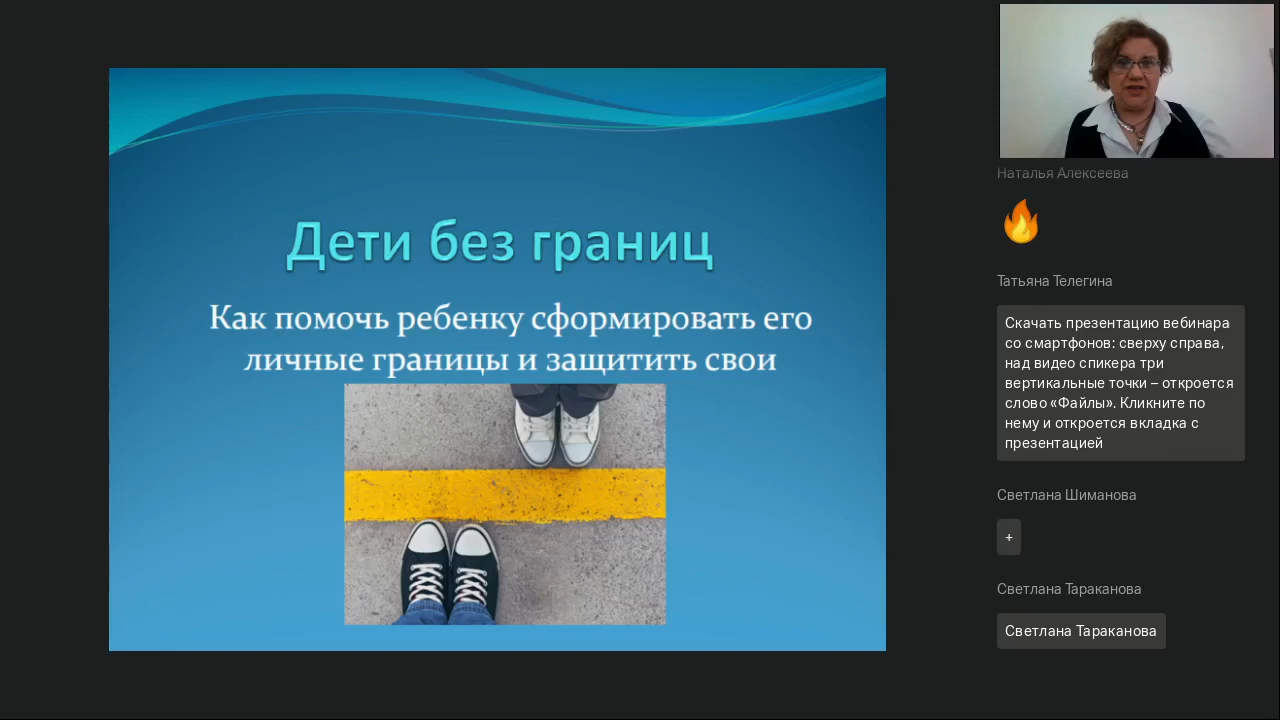 Дети без границ
Как помочь ребенку сформировать его
личные границы и защитить свои
Наталья Алексеева
Татьяна Телегина
Скачать презентацию вебинара
со смартфонов: сверху справа,
над видео спикера три
вертикальные точки – откроется
слово «Файлы». Кликните по
нему и откроется вкладка с
презентацией
Светлана Шиманова
+
Светлана Тараканова
Светлана Тараканова